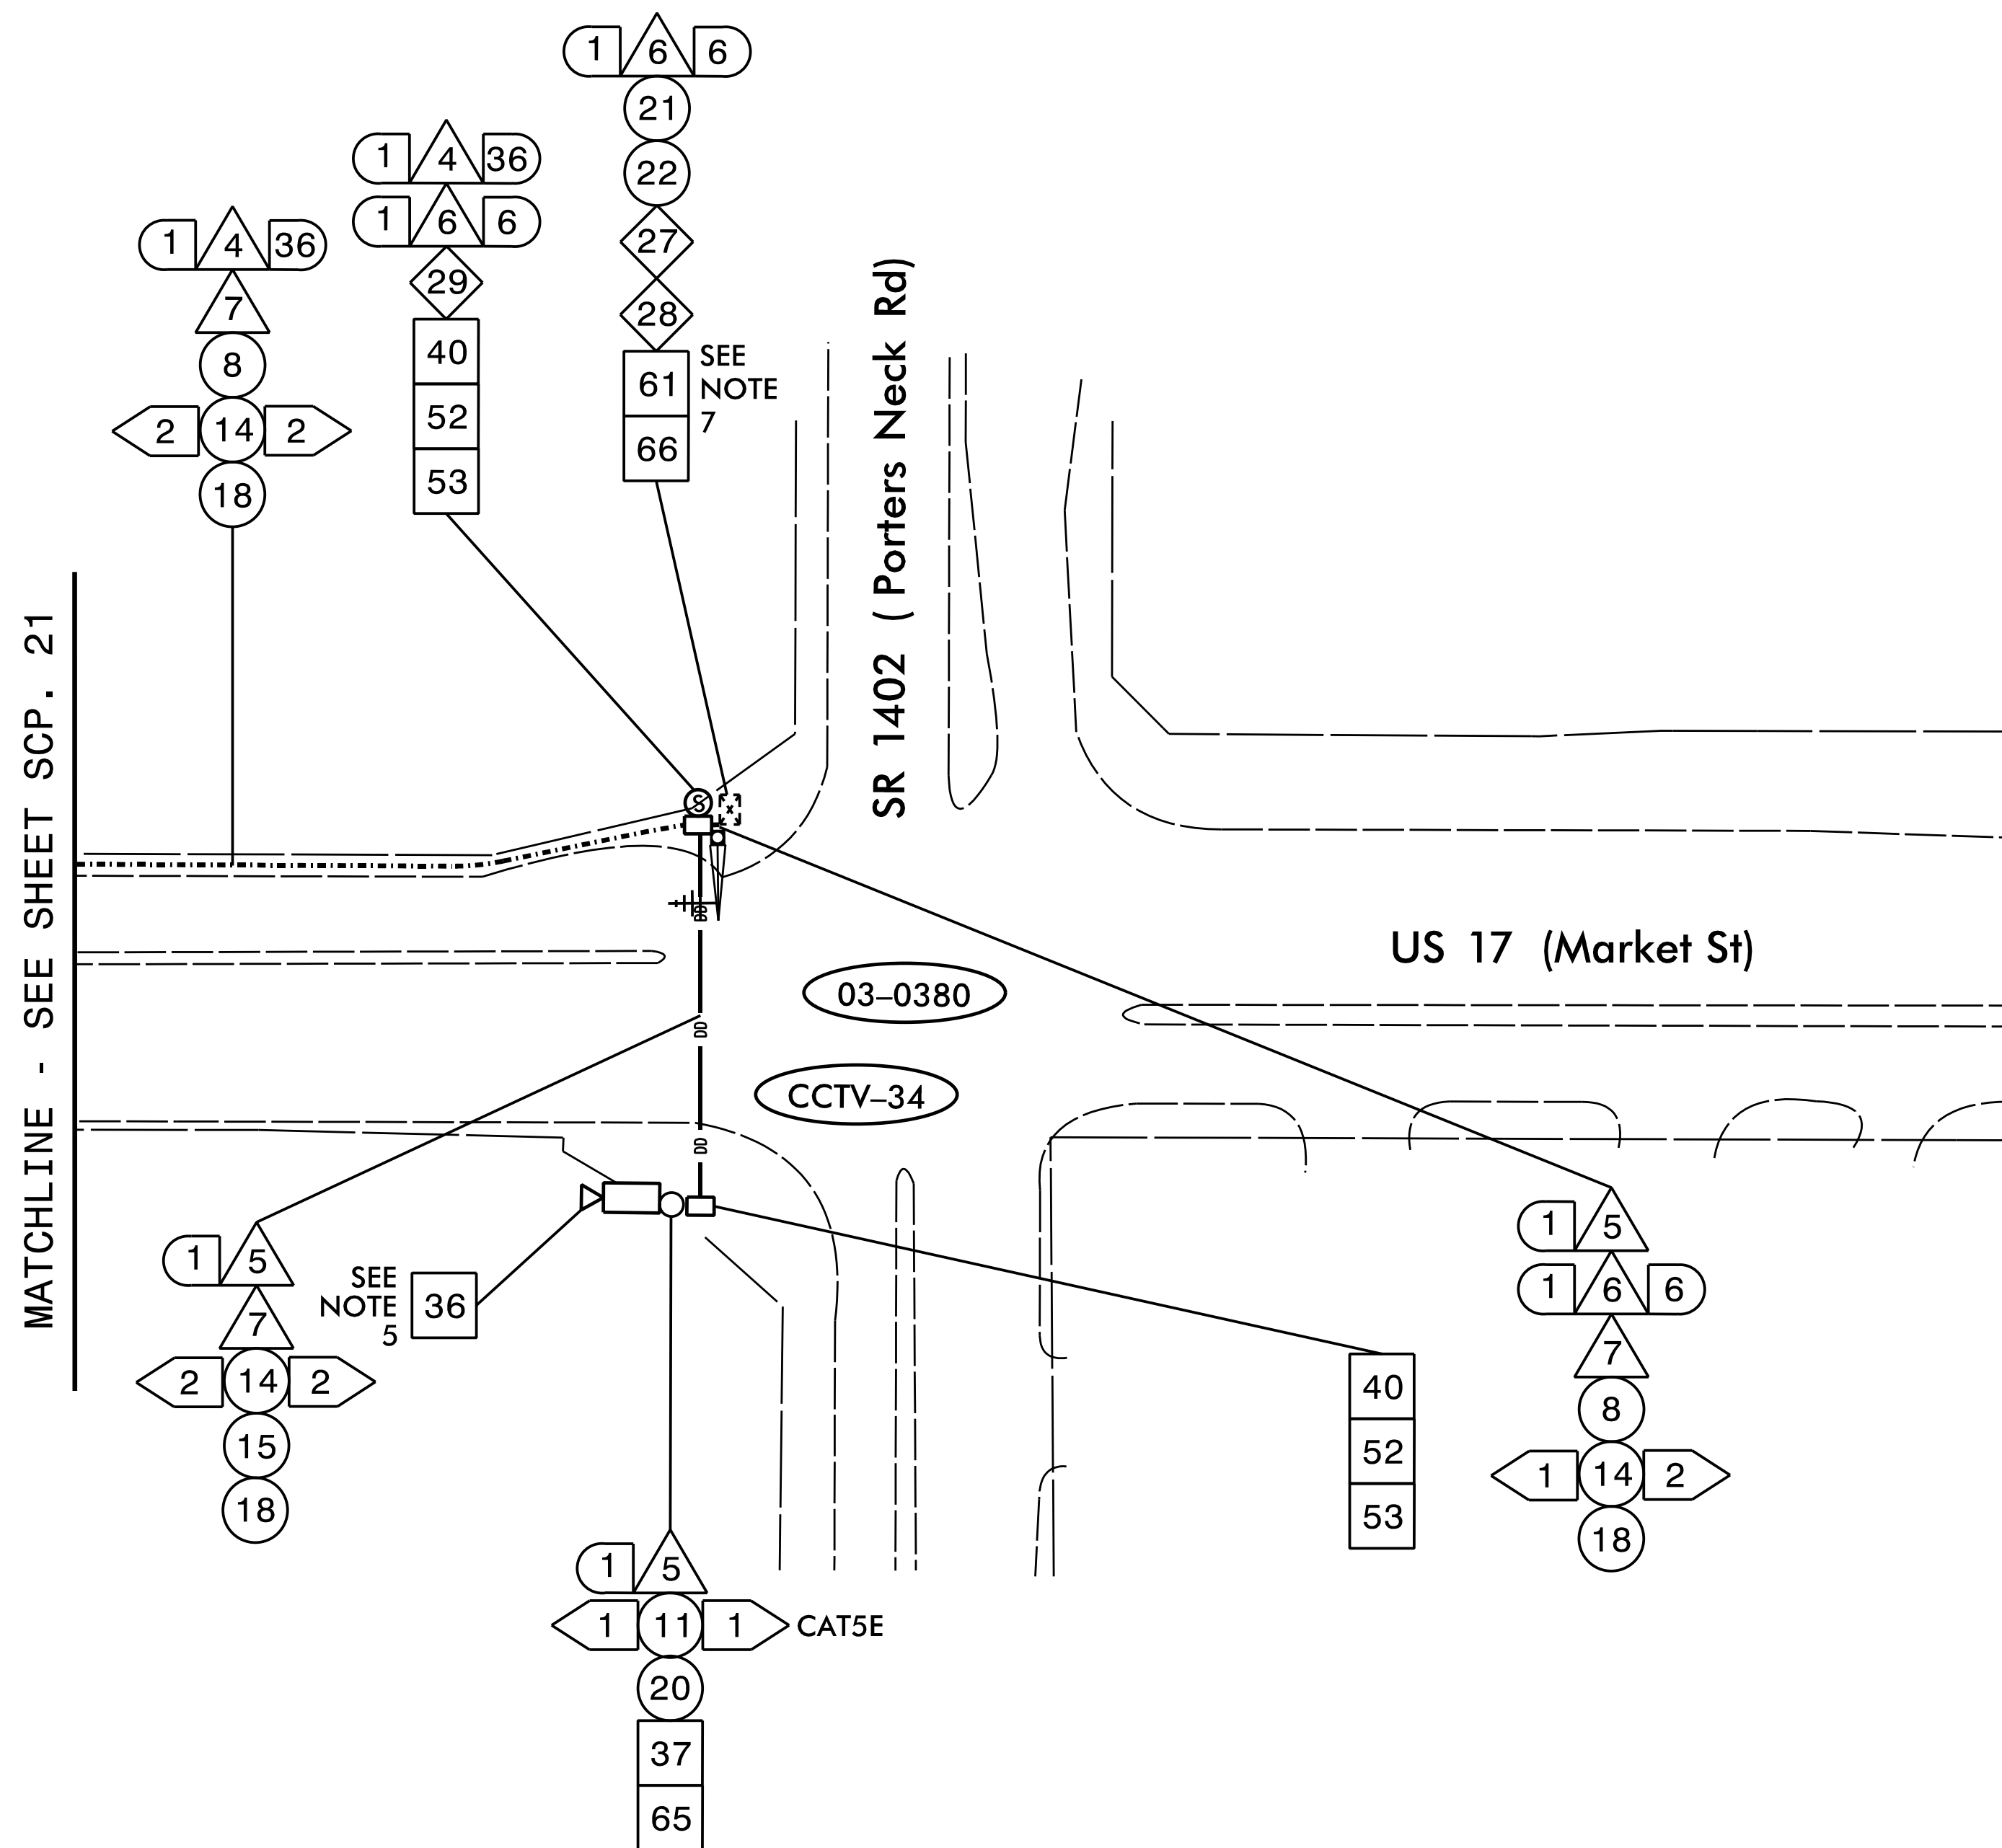 1 6 6
21
22
27
28
61
66
SEE
NOTE
7
1 4 36
1 6 6
29
40
52
53
1 4 36
7
8
2 14 2
18
SR 1402 (Porters Neck Rd)
MATCHLINE - SEE SHEET SCP. 21
S
x
DD
DD
DD
US 17 (Market St)
03–0380
CCTV–34
1 5
7
2 14 2
15
18
SEE
NOTE
5
36
1 5
1 11 1 CAT5E
20
37
65
40
52
53
1 5
1 6 6
7
8
1 14 2
18